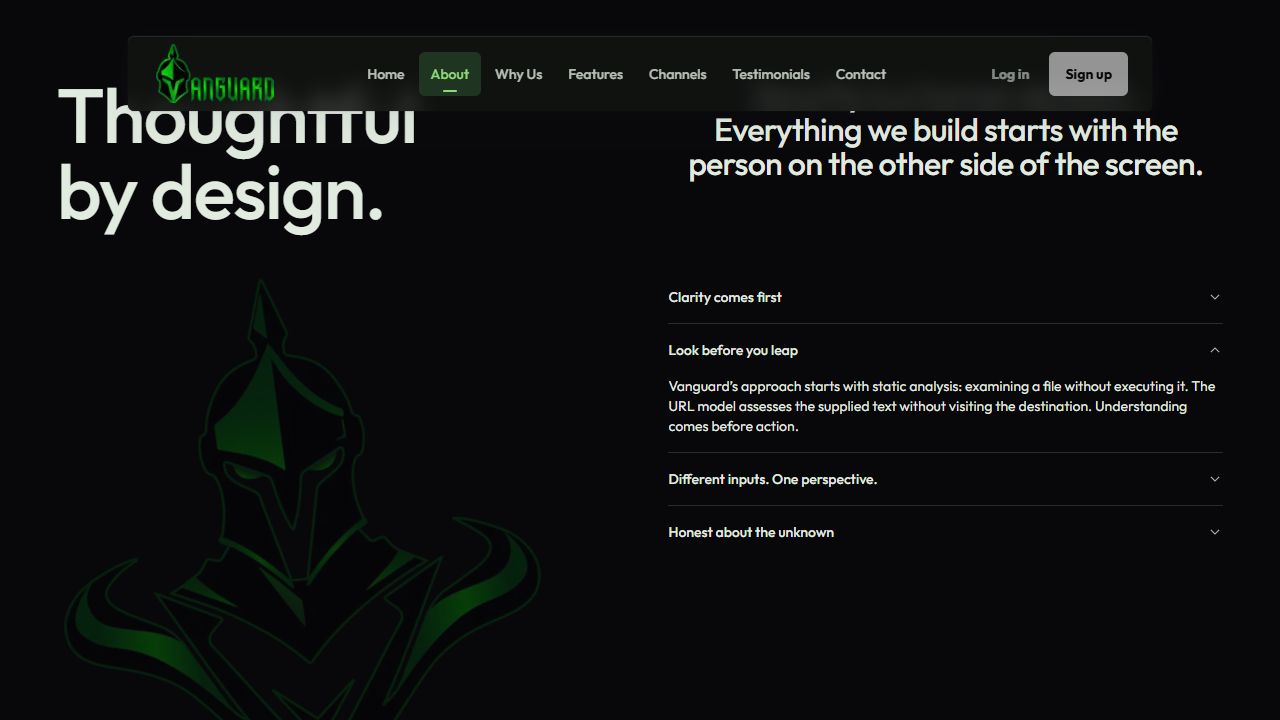 VANGUARD
Home
About
Why Us
Features
Channels
Testimonials
Contact
Log in
Sign up
Thoughtful
by design.
Everything we build starts with the
person on the other side of the screen.
Clarity comes first
Look before you leap
Vanguard’s approach starts with static analysis: examining a file without executing it. The
URL model assesses the supplied text without visiting the destination. Understanding
comes before action.
Different inputs. One perspective.
Honest about the unknown